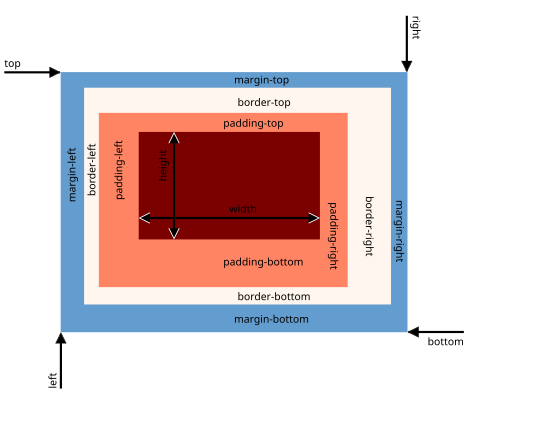 right
top
margin-top
border-top
padding-top
margin-left
border-left
padding-left
height
width
padding-right
border-right
margin-right
padding-bottom
border-bottom
margin-bottom
bottom
left